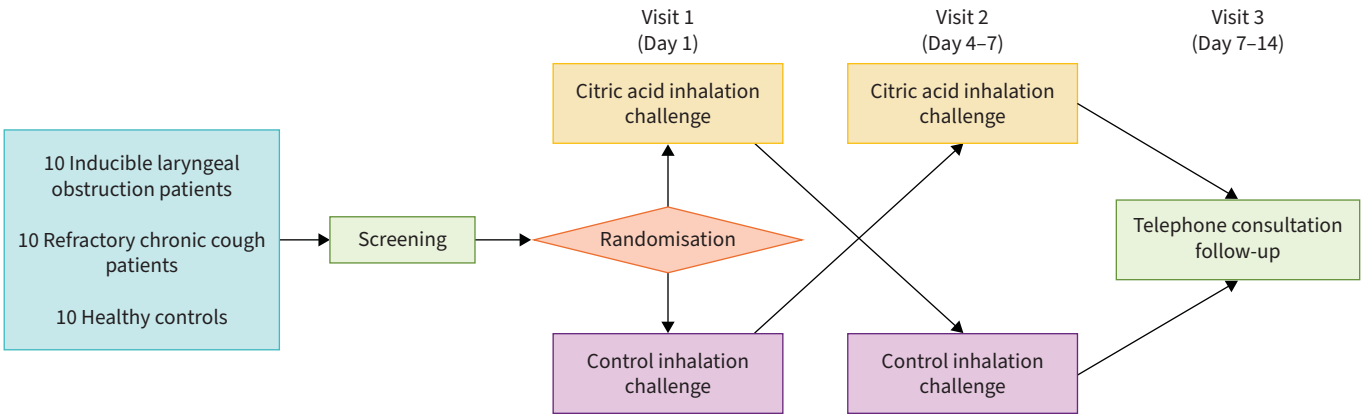 10 Inducible laryngeal
obstruction patients
10 Refractory chronic cough
patients
10 Healthy controls
Screening
Randomisation
Visit 1
(Day 1)
Citric acid inhalation
challenge
Control inhalation
challenge
Visit 2
(Day 4–7)
Citric acid inhalation
challenge
Control inhalation
challenge
Visit 3
(Day 7–14)
Telephone consultation
follow-up